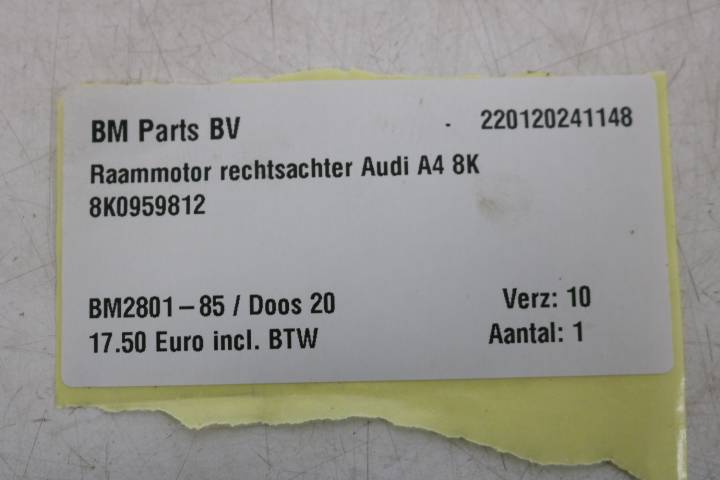 BM Parts BV - 220120241148
Raammotor rechtsachter Audi A4 8K
8K0959812
BM2801-85 / Doos 20 Verz: 10
17.50 Euro incl. BTW Aantal: 1